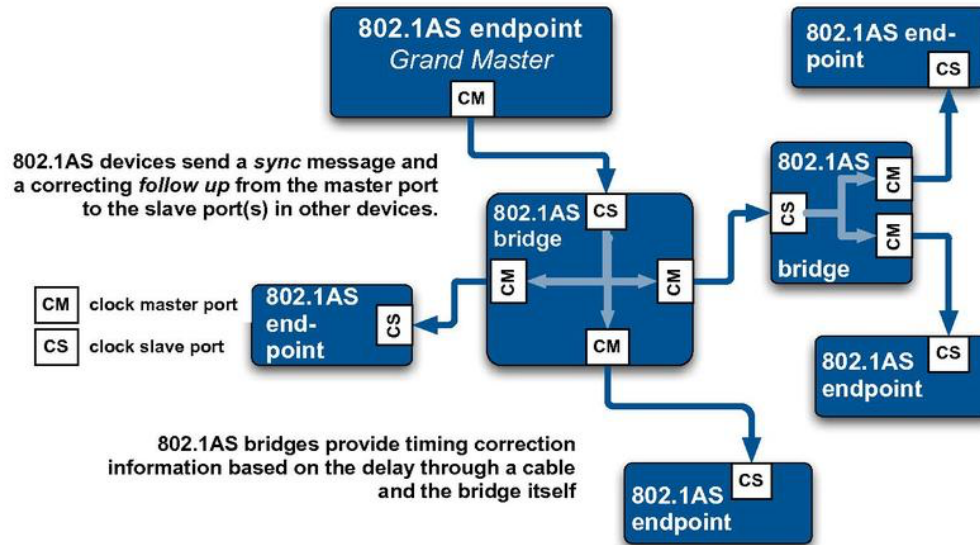 802.1AS endpoint
Grand Master
CM
802.1AS end-
point
CS
802.1AS devices send a sync message and
a correcting follow up from the master port
to the slave port(s) in other devices.
802.1AS
CM
CS
CM
bridge
CS
802.1AS
bridge
CM
CM
CM
CM clock master port
CS clock slave port
802.1AS
end-
point
CS
CS
802.1AS
endpoint
802.1AS bridges provide timing correction
information based on the delay through a cable
and the bridge itself
CS
802.1AS
endpoint